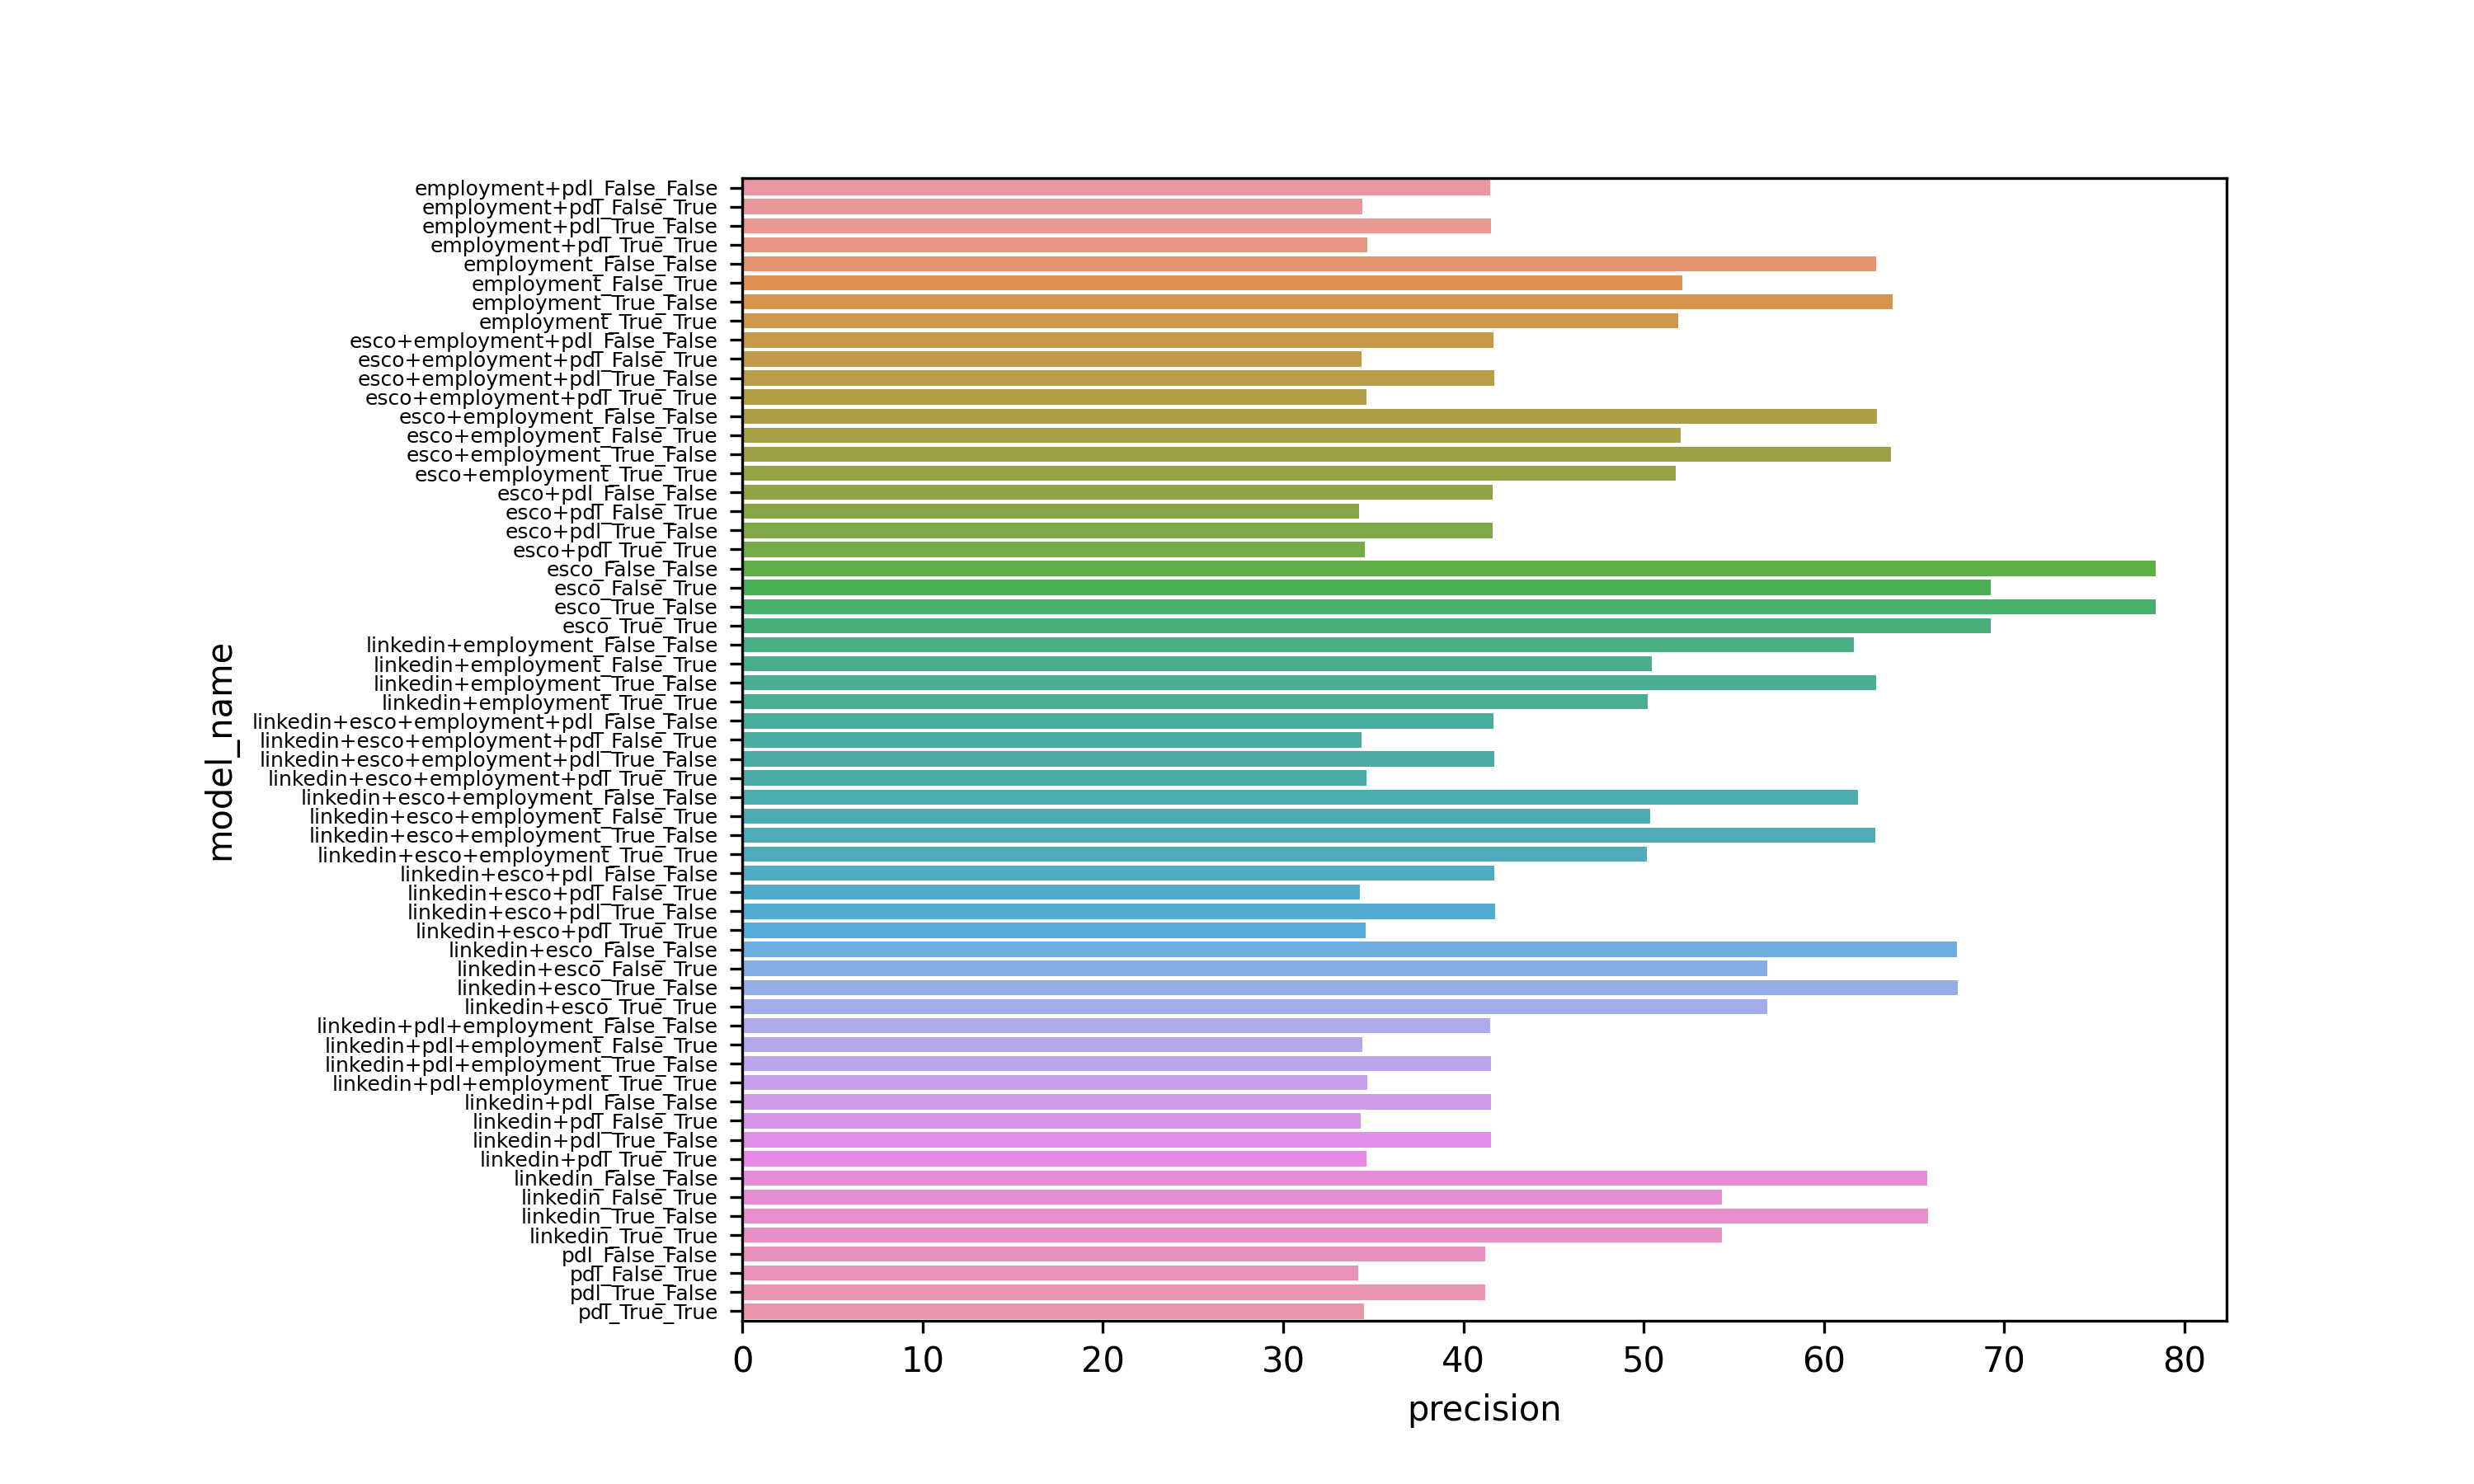 employment+pdl_False_False
employment+pdl_False_True
employment+pdl_True_False
employment+pdl_True_True
employment_False_False
employment_False_True
employment_True_False
employment_True_True
esco+employment+pdl_False_False
esco+employment+pdl_False_True
esco+employment+pdl_True_False
esco+employment+pdl_True_True
esco+employment_False_False
esco+employment_False_True
esco+employment_True_False
esco+employment_True_True
esco+pdl_False_False
esco+pdl_False_True
esco+pdl_True_False
esco+pdl_True_True
esco_False_False
esco_False_True
esco_True_False
esco_True_True
linkedin+employment_False_False
linkedin+employment_False_True
linkedin+employment_True_False
linkedin+employment_True_True
linkedin+esco+employment+pdl_False_False
linkedin+esco+employment+pdl_False_True
linkedin+esco+employment+pdl_True_False
linkedin+esco+employment+pdl_True_True
linkedin+esco+employment_False_False
linkedin+esco+employment_False_True
linkedin+esco+employment_True_False
linkedin+esco+employment_True_True
linkedin+esco+pdl_False_False
linkedin+esco+pdl_False_True
linkedin+esco+pdl_True_False
linkedin+esco+pdl_True_True
linkedin+esco_False_False
linkedin+esco_False_True
linkedin+esco_True_False
linkedin+esco_True_True
linkedin+pdl+employment_False_False
linkedin+pdl+employment_False_True
linkedin+pdl+employment_True_False
linkedin+pdl+employment_True_True
linkedin+pdl_False_False
linkedin+pdl_False_True
linkedin+pdl_True_False
linkedin+pdl_True_True
linkedin_False_False
linkedin_False_True
linkedin_True_False
linkedin_True_True
pdl_False_False
pdl_False_True
pdl_True_False
pdl_True_True
model_name
0 10 20 30 40 50 60 70 80
precision